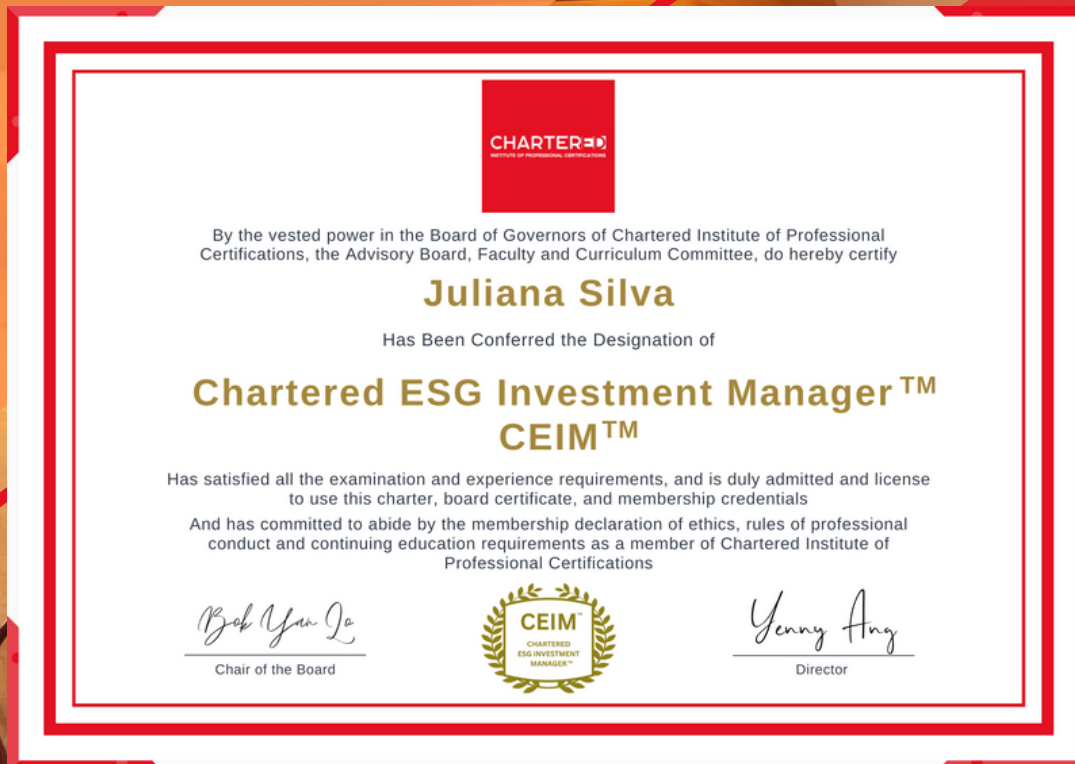 CHARTERED
INSTITUTE OF PROFESSIONAL CERTIFICATIONS
By the vested power in the Board of Governors of Chartered Institute of Professional
Certifications, the Advisory Board, Faculty and Curriculum Committee, do hereby certify
Juliana Silva
Has Been Conferred the Designation of
Chartered ESG Investment Manager™
CEIM™
Has satisfied all the examination and experience requirements, and is duly admitted and license
to use this charter, board certificate, and membership credentials
And has committed to abide by the membership declaration of ethics, rules of professional
conduct and continuing education requirements as a member of Chartered Institute of
Professional Certifications
Bok Yan Lo
Chair of the Board
CEIM™
CHARTERED
ESG INVESTMENT
MANAGER™
Yenny Ang
Director